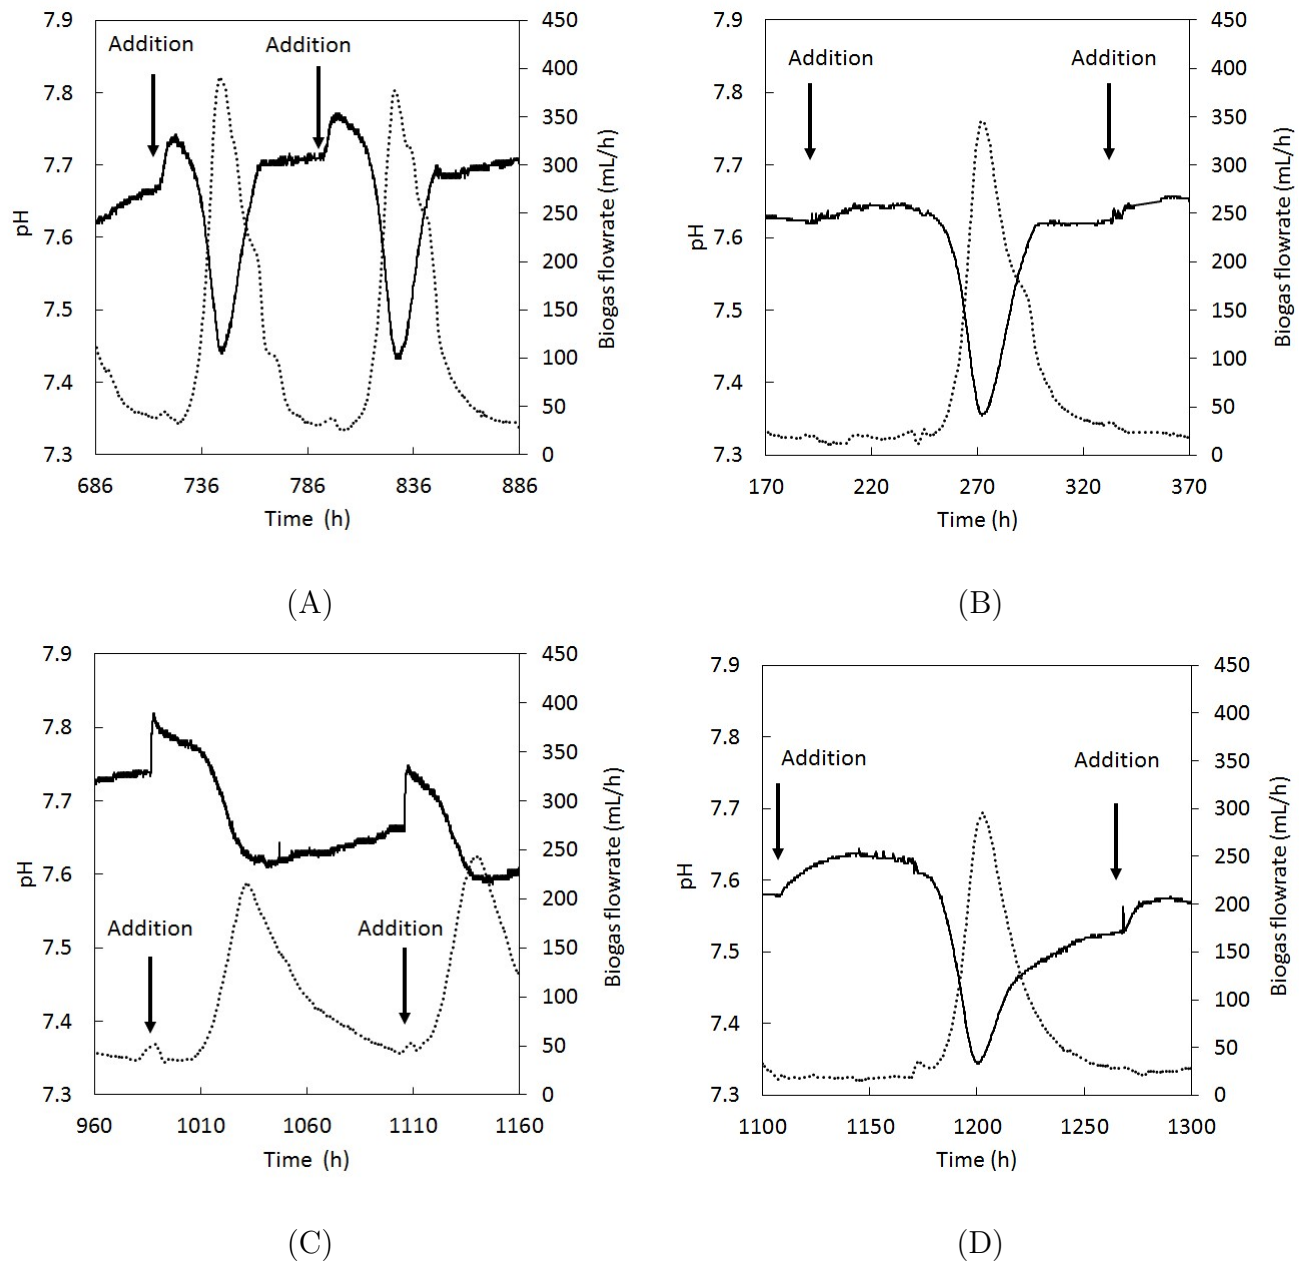 7.9
7.8
7.7
7.6
7.5
7.4
7.3
pH
Addition
Addition
450
400
350
300
250
200
150
100
50
0
Biogas flowrate (mL/h)
686 736 786 836 886
Time (h)
(A)
7.9
7.8
7.7
7.6
7.5
7.4
7.3
pH
Addition
Addition
450
400
350
300
250
200
150
100
50
0
Biogas flowrate (mL/h)
170 220 270 320 370
Time (h)
(B)
7.9
7.8
7.7
7.6
7.5
7.4
7.3
pH
Addition
Addition
450
400
350
300
250
200
150
100
50
0
Biogas flowrate (mL/h)
960 1010 1060 1110 1160
Time (h)
(C)
7.9
7.8
7.7
7.6
7.5
7.4
7.3
pH
Addition
Addition
450
400
350
300
250
200
150
100
50
0
Biogas flowrate (mL/h)
1100 1150 1200 1250 1300
Time (h)
(D)